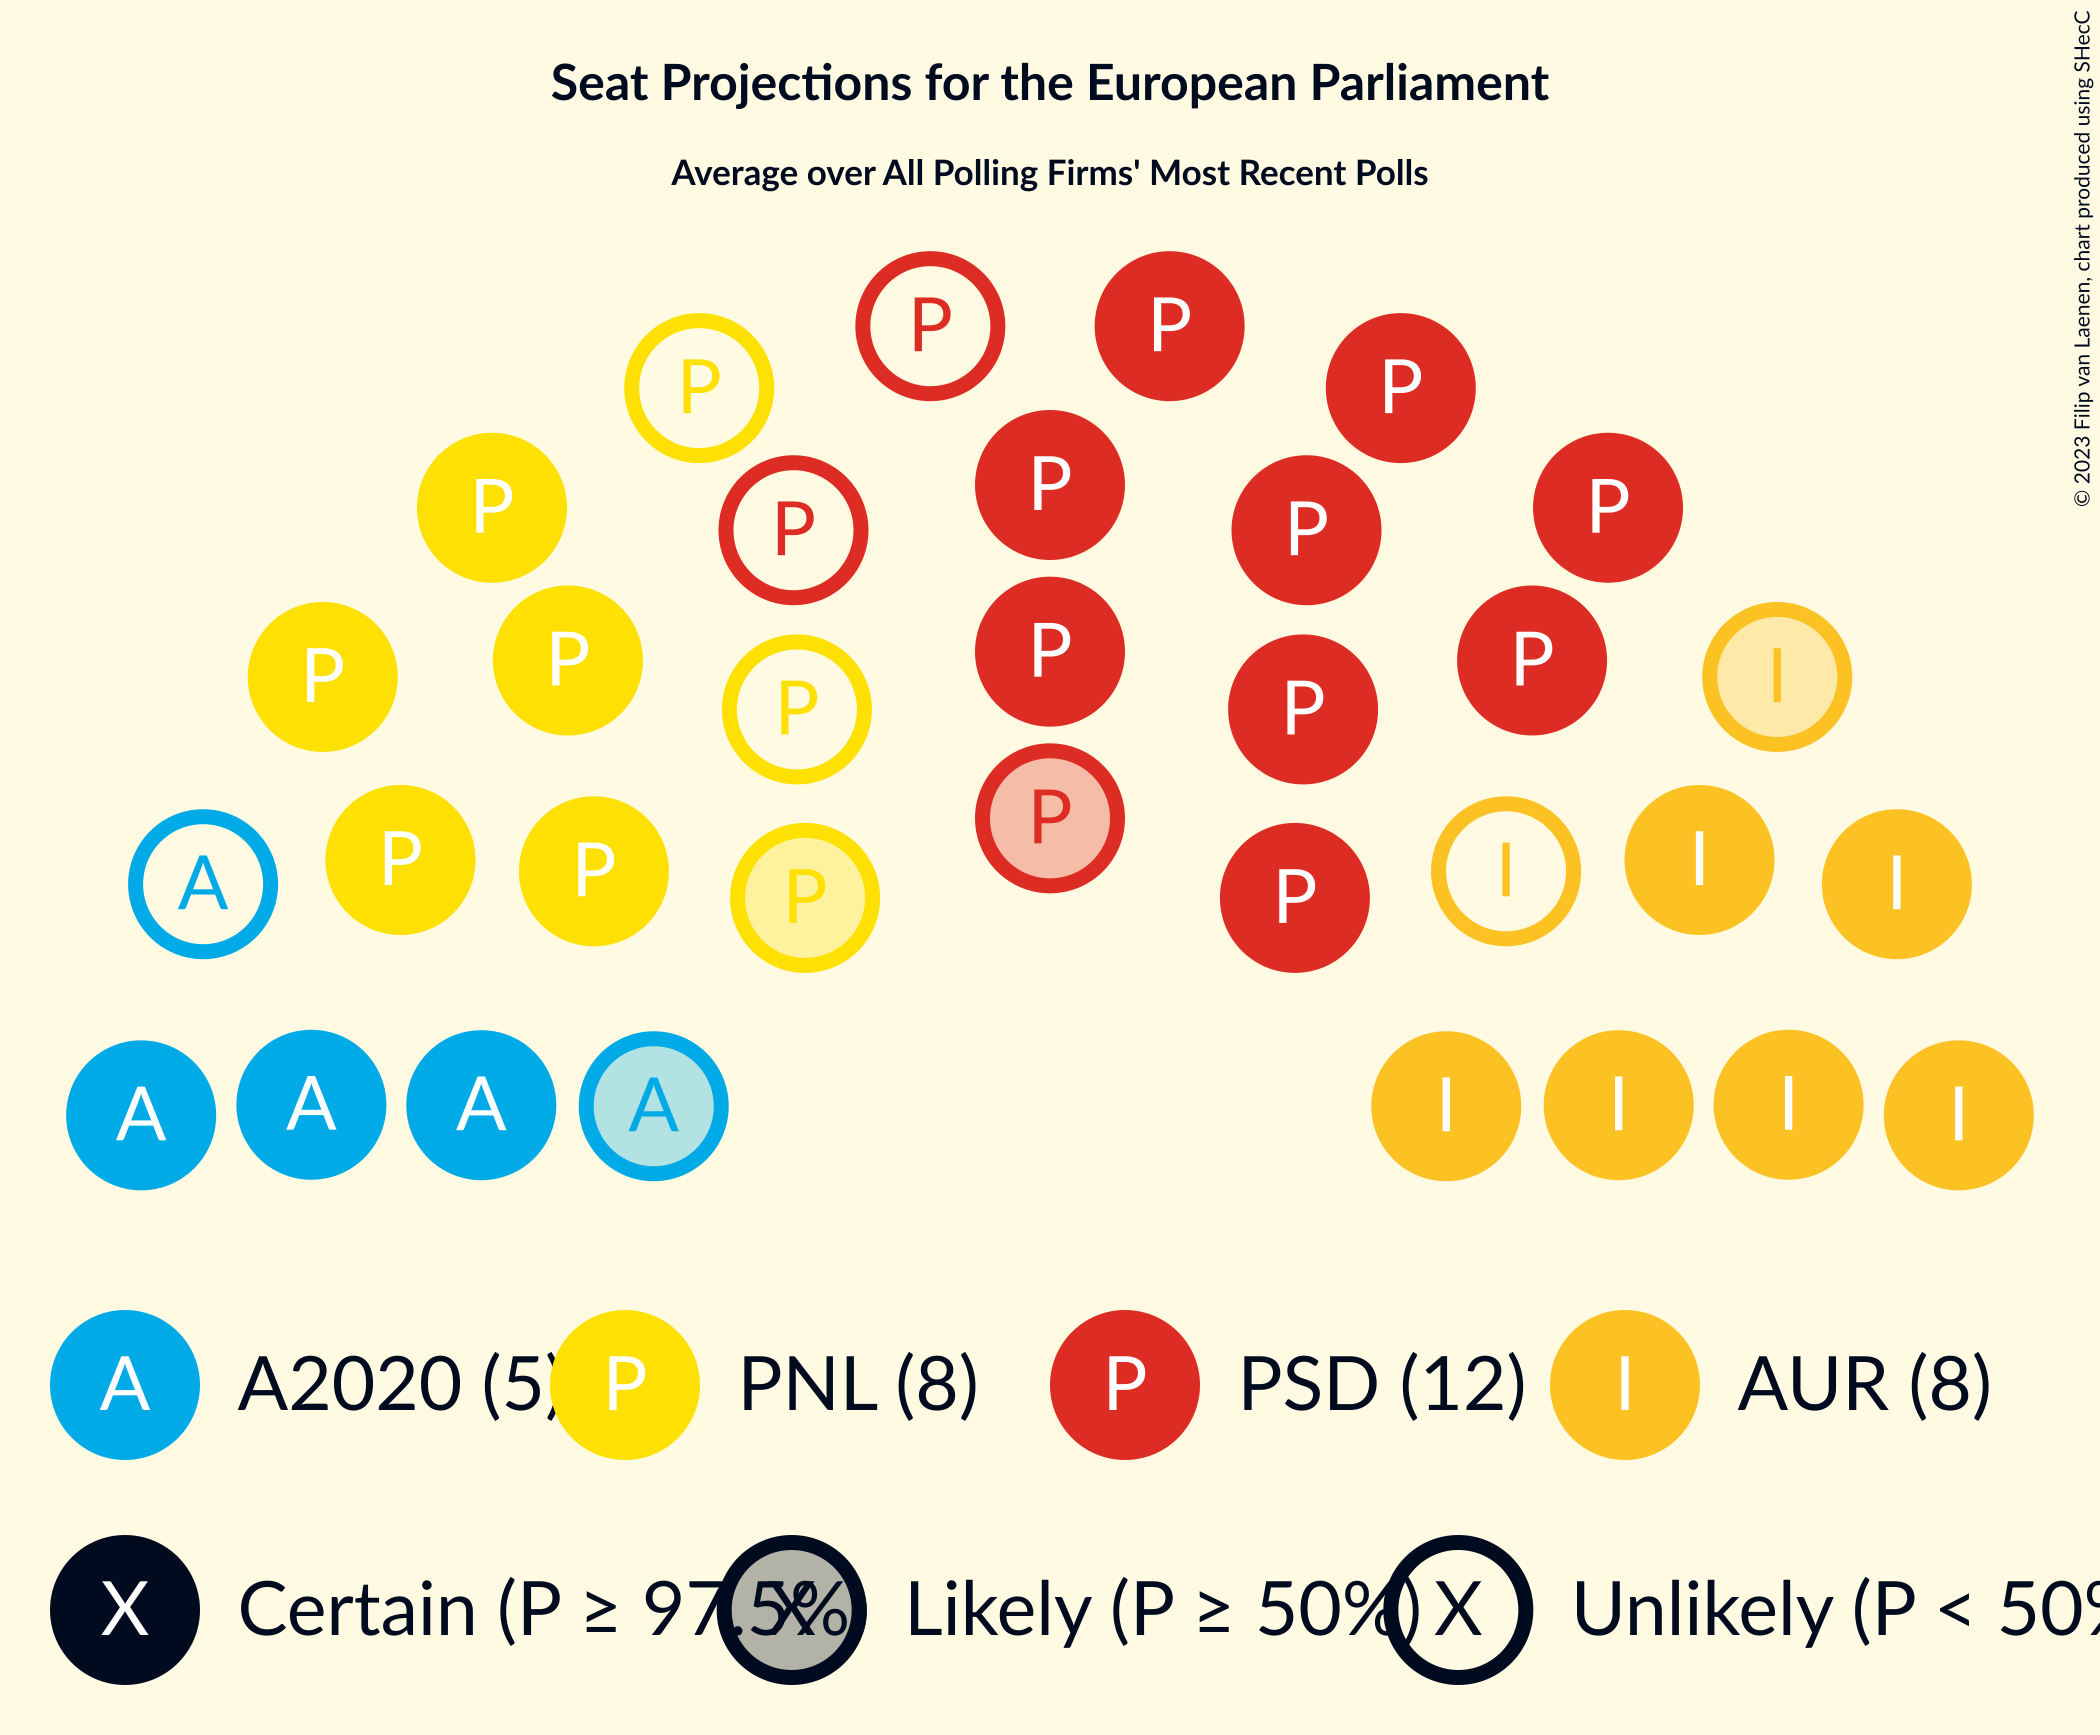 Seat Projections for the European Parliament
Average over All Polling Firms' Most Recent Polls
© 2023 Filip van Laenen, chart produced using SHecC
P P
P P
P P P
P P P
P P
P P I
P P
P
A P P P P I I I
A A A A I I I I
A A2020 (5) P PNL (8) P PSD (12) I AUR (8)
X Certain (P ≥ 97.5% X Likely (P ≥ 50%) X Unlikely (P < 50%